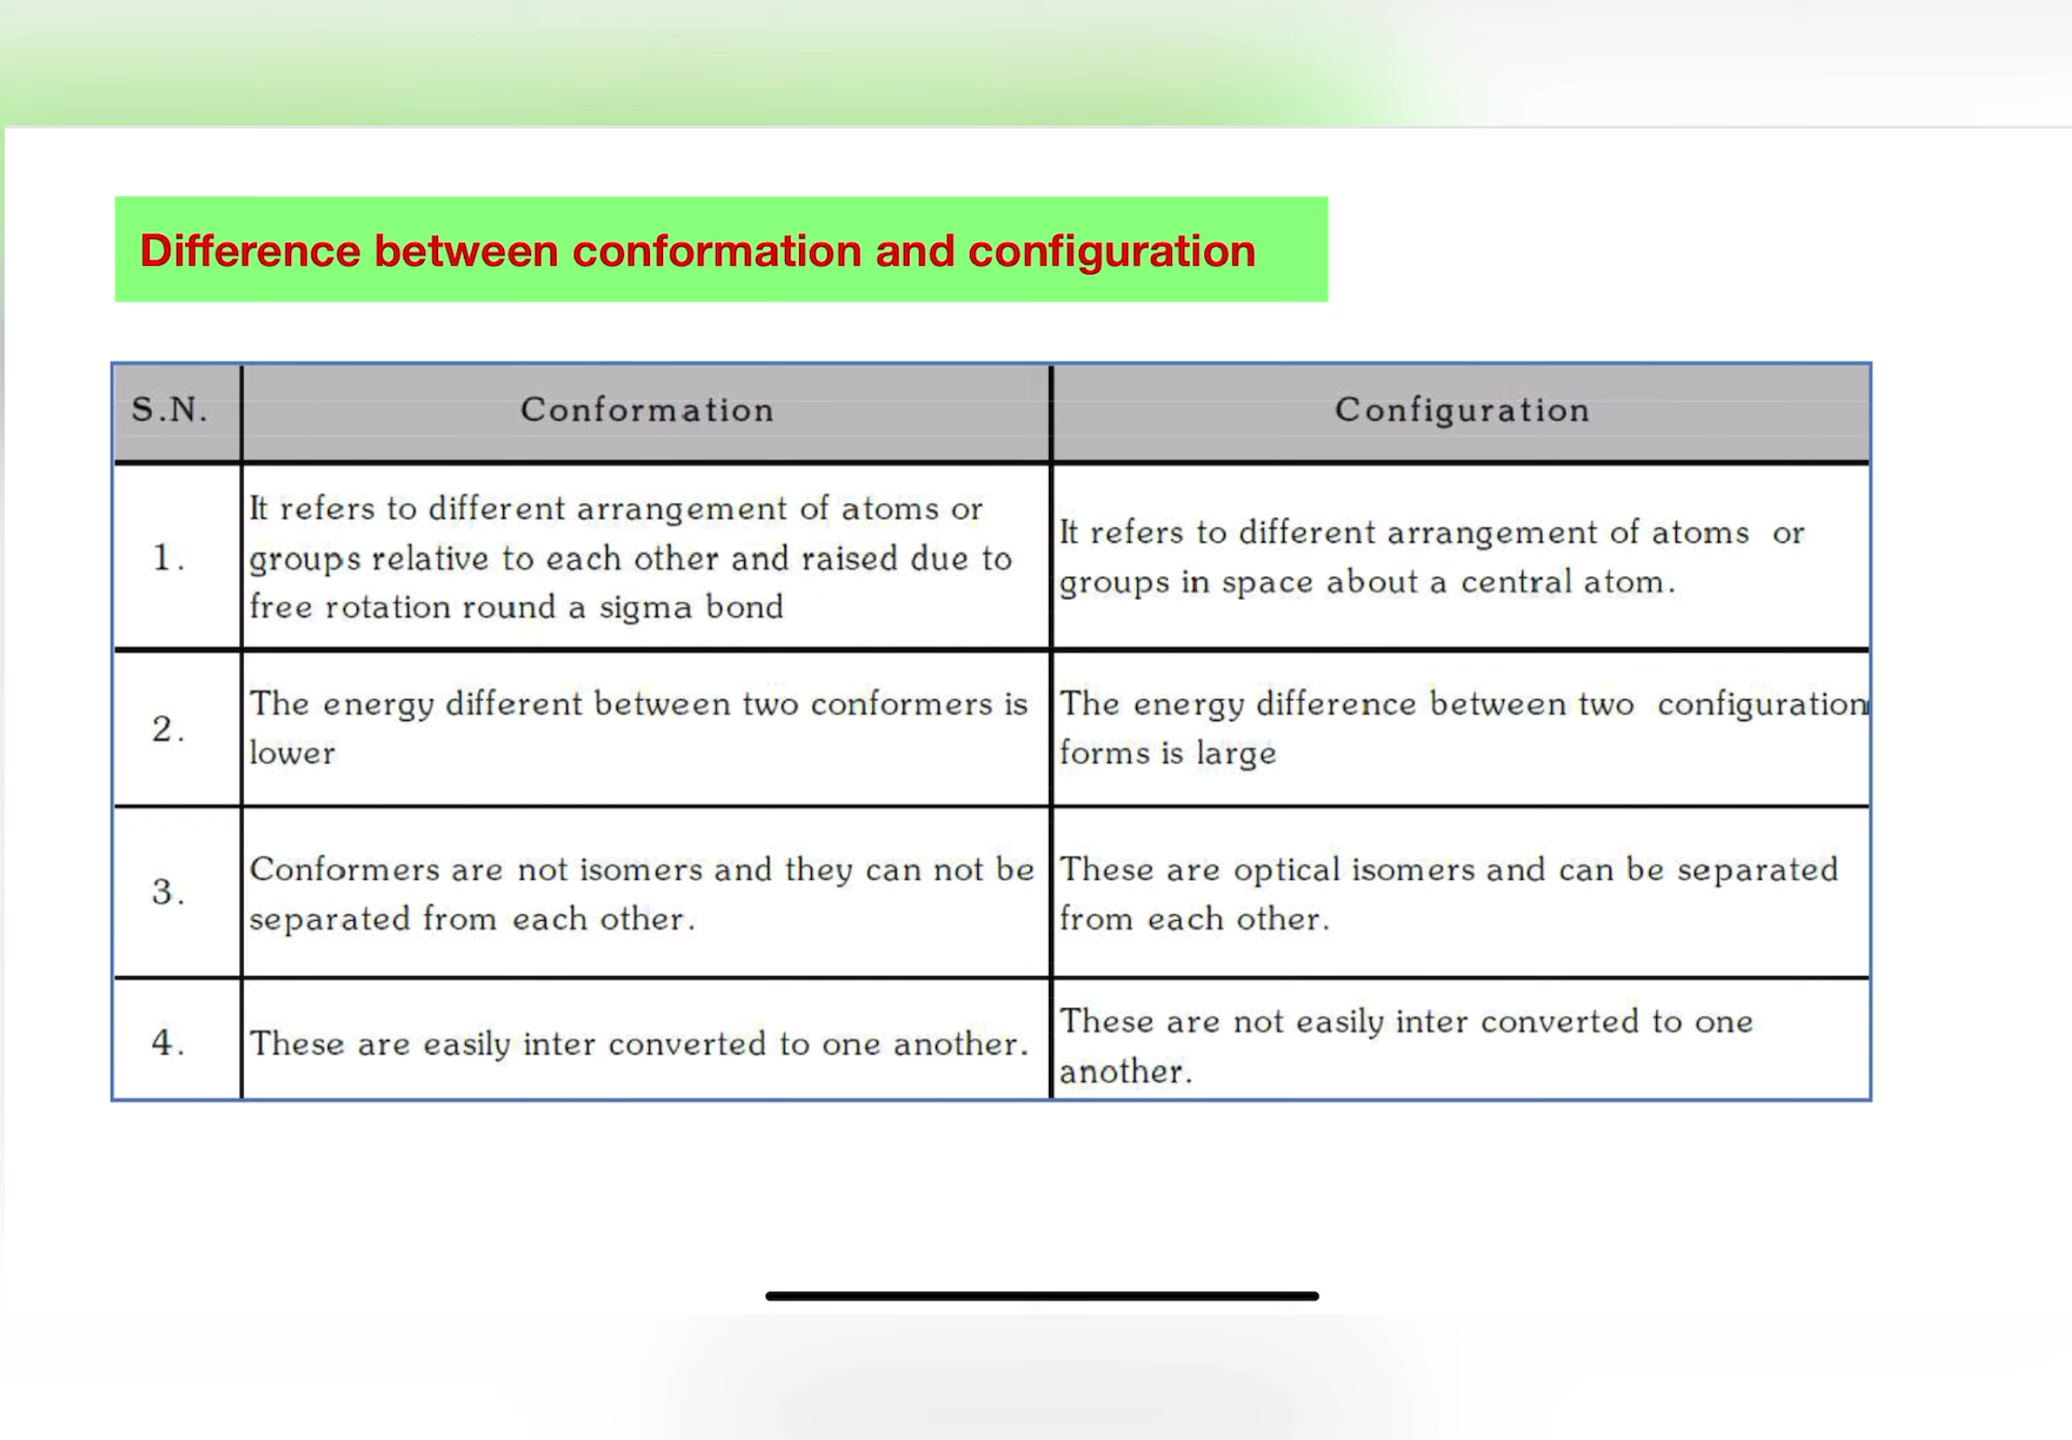 Difference between conformation and configuration
S.N.
Conformation
Configuration
1.
It refers to different arrangement of atoms or
groups relative to each other and raised due to
free rotation round a sigma bond
It refers to different arrangement of atoms or
groups in space about a central atom.
2.
The energy different between two conformers is
lower
The energy difference between two configuration
forms is large
3.
Conformers are not isomers and they can not be
separated from each other.
These are optical isomers and can be separated
from each other.
4.
These are easily inter converted to one another.
These are not easily inter converted to one
another.